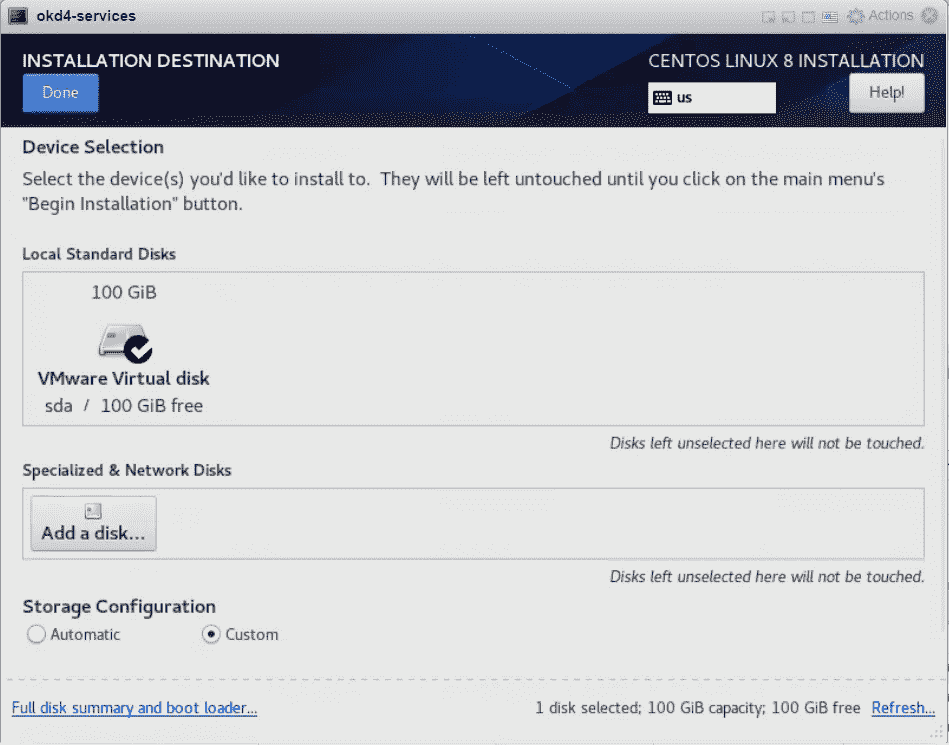 okd4-services
Actions
INSTALLATION DESTINATION
CENTOS LINUX 8 INSTALLATION
Done
us
Help!
Device Selection
Select the device(s) you'd like to install to. They will be left untouched until you click on the main menu's
"Begin Installation" button.
Local Standard Disks
100 GiB
VMware Virtual disk
sda / 100 GiB free
Disks left unselected here will not be touched.
Specialized & Network Disks
Add a disk...
Disks left unselected here will not be touched.
Storage Configuration
Automatic
Custom
Full disk summary and boot loader...
1 disk selected; 100 GiB capacity; 100 GiB free
Refresh...